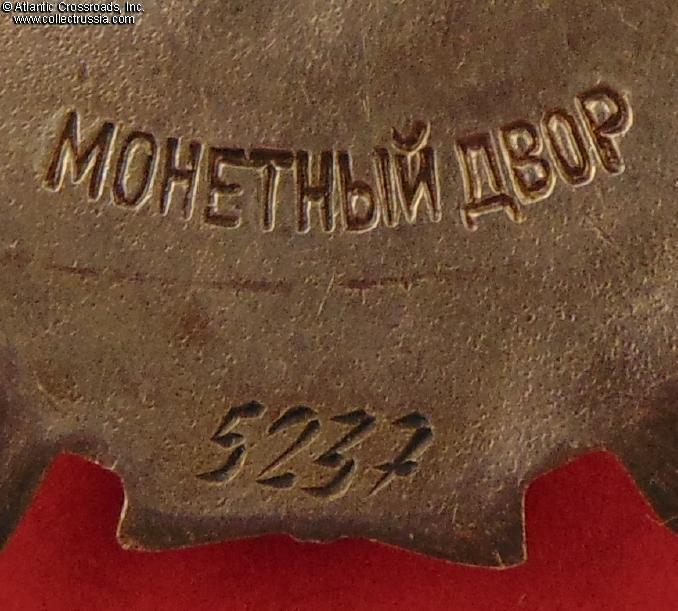 © Atlantic Crossroads, Inc.
www.collectrussia.com
МОНЕТНЫЙ ДВОР
5237